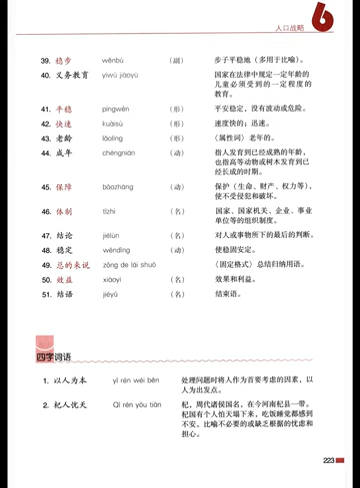 人口战略 6
39. 稳步 wěnbù （副） 步子平稳地（多用于比喻）。
40. 义务教育 yìwù jiàoyù 国家在法律中规定一定年龄的
儿童必须受到的一定程度的
教育。
41. 平稳 píngwěn （形） 平安稳定，没有波动或危险。
42. 快速 kuàisù （形） 速度快的；迅速。
43. 老龄 lǎolíng （形） 〈属性词〉老年的。
44. 成年 chéngnián （动） 指人发育到已经成熟的年龄，
也指高等动物或树木发育到已
经长成的时期。
45. 保障 bǎozhàng （动） 保护（生命、财产、权力等），
使不受侵犯和破坏。
46. 体制 tǐzhì （名） 国家、国家机关、企业、事业
单位等的组织制度。
47. 结论 jiélùn （名） 对人或事物所下的最后的判断。
48. 稳定 wěndìng （动） 使稳固安定。
49. 总的来说 zǒng de lái shuō 〈固定格式〉总结归纳用语。
50. 效益 xiàoyì （名） 效果和利益。
51. 结语 jiéyǔ （名） 结束语。
四字词语
1. 以人为本 yǐ rén wéi běn 处理问题时将人作为首要考虑的因素，以
人为出发点。
2. 杞人忧天 Qǐ rén yōu tiān 杞，周代诸侯国名，在今河南杞县一带。
杞国有个人怕天塌下来，吃饭睡觉都感到
不安。比喻不必要的或缺乏根据的忧虑和
担心。
223